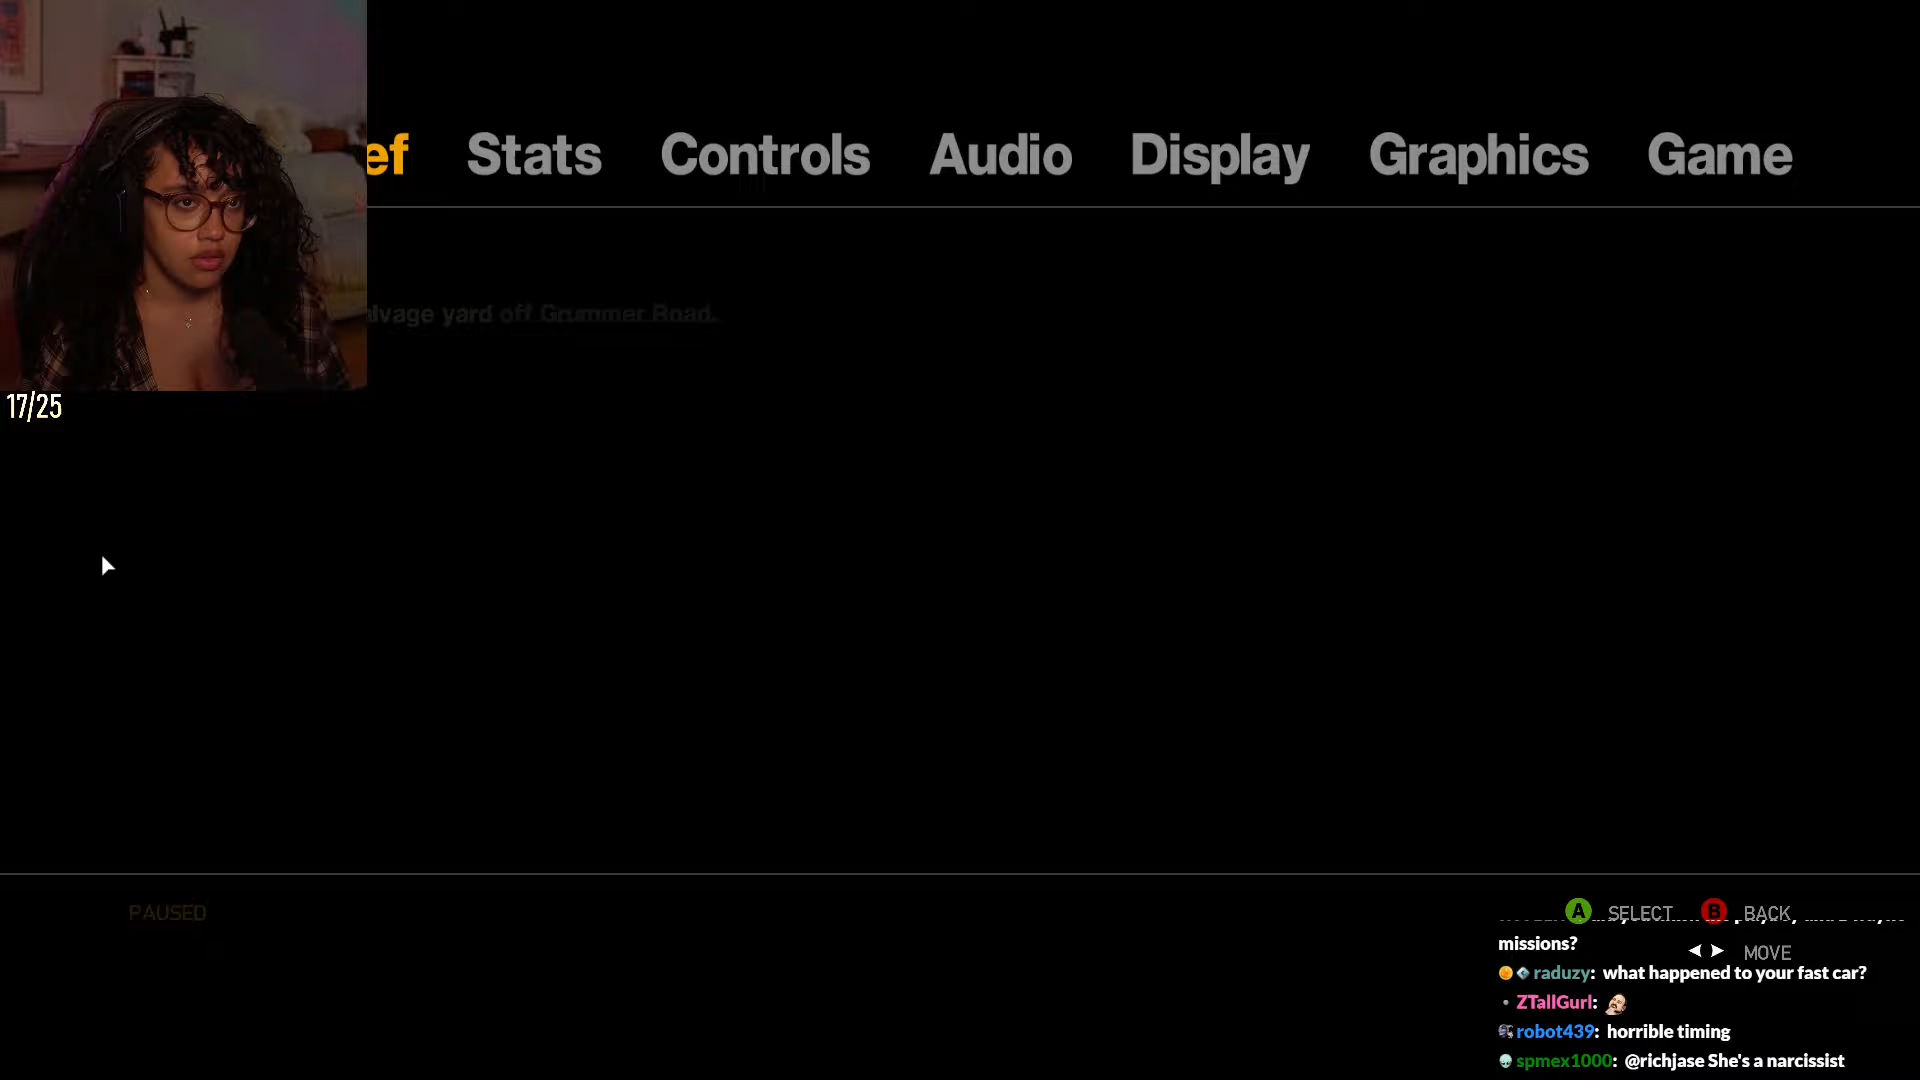 ef Stats Controls Audio Display Graphics Game
lvage yard off Grummer Road.
17/25
PAUSED
A SELECT B BACK
missions?
MOVE
raduzy: what happened to your fast car?
ZTallGurl:
robot439: horrible timing
spmex1000: @richjase She's a narcissist